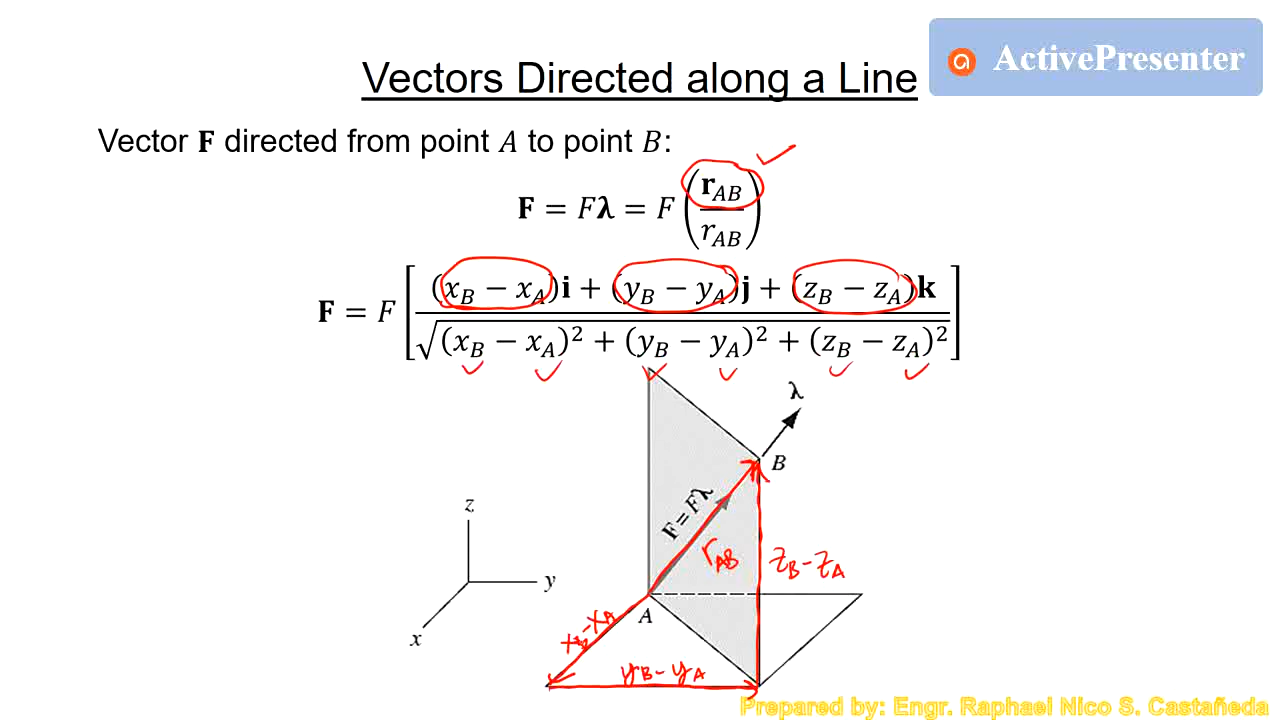 ActivePresenter
Vectors Directed along a Line
Vector F directed from point A to point B:
F = Fλ = F (r_AB / r_AB)
F = F [ ((x_B − x_A)i + (y_B − y_A)j + (z_B − z_A)k) / √((x_B − x_A)² + (y_B − y_A)² + (z_B − z_A)²) ]
λ
B
F = Fλ
r_AB
z_B - z_A
z
y
x
A
x_B - x_A
y_B - y_A
Prepared by: Engr. Raphael Nico S. Castañeda